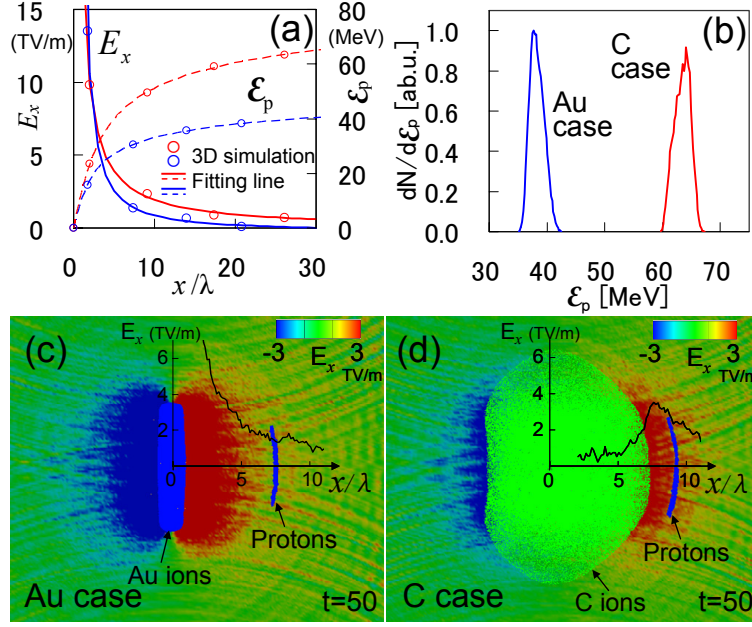 (a)
(TV/m)
15
10
5
0
E_x
E_x
ℰ_p
3D simulation
Fitting line
0
10
20
30
x/λ
80
(MeV)
60
40
20
0
ℰ_p
(b)
1.0
0.8
0.6
0.4
0.2
0.0
dN/dℰ_p [ab.u.]
Au
case
C
case
30
40
50
60
70
ℰ_p [MeV]
(c)
E_x (TV/m)
6
4
2
0
0
5
10
x/λ
-3
3
E_x
TV/m
Protons
Au ions
Au case
t=50
(d)
E_x (TV/m)
6
4
2
0
0
5
10
x/λ
-3
3
E_x
TV/m
Protons
C ions
C case
t=50